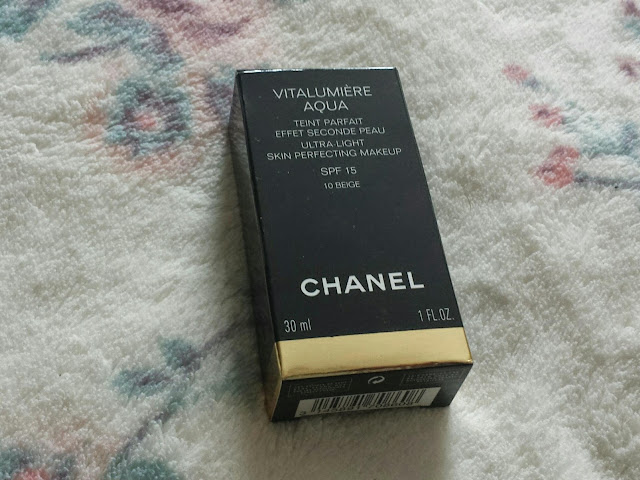 VITALUMIÈRE
AQUA
TEINT PARFAIT
EFFET SECONDE PEAU
ULTRA-LIGHT
SKIN PERFECTING MAKEUP
SPF 15
10 BEIGE
CHANEL
30 ml 1 FL.OZ.